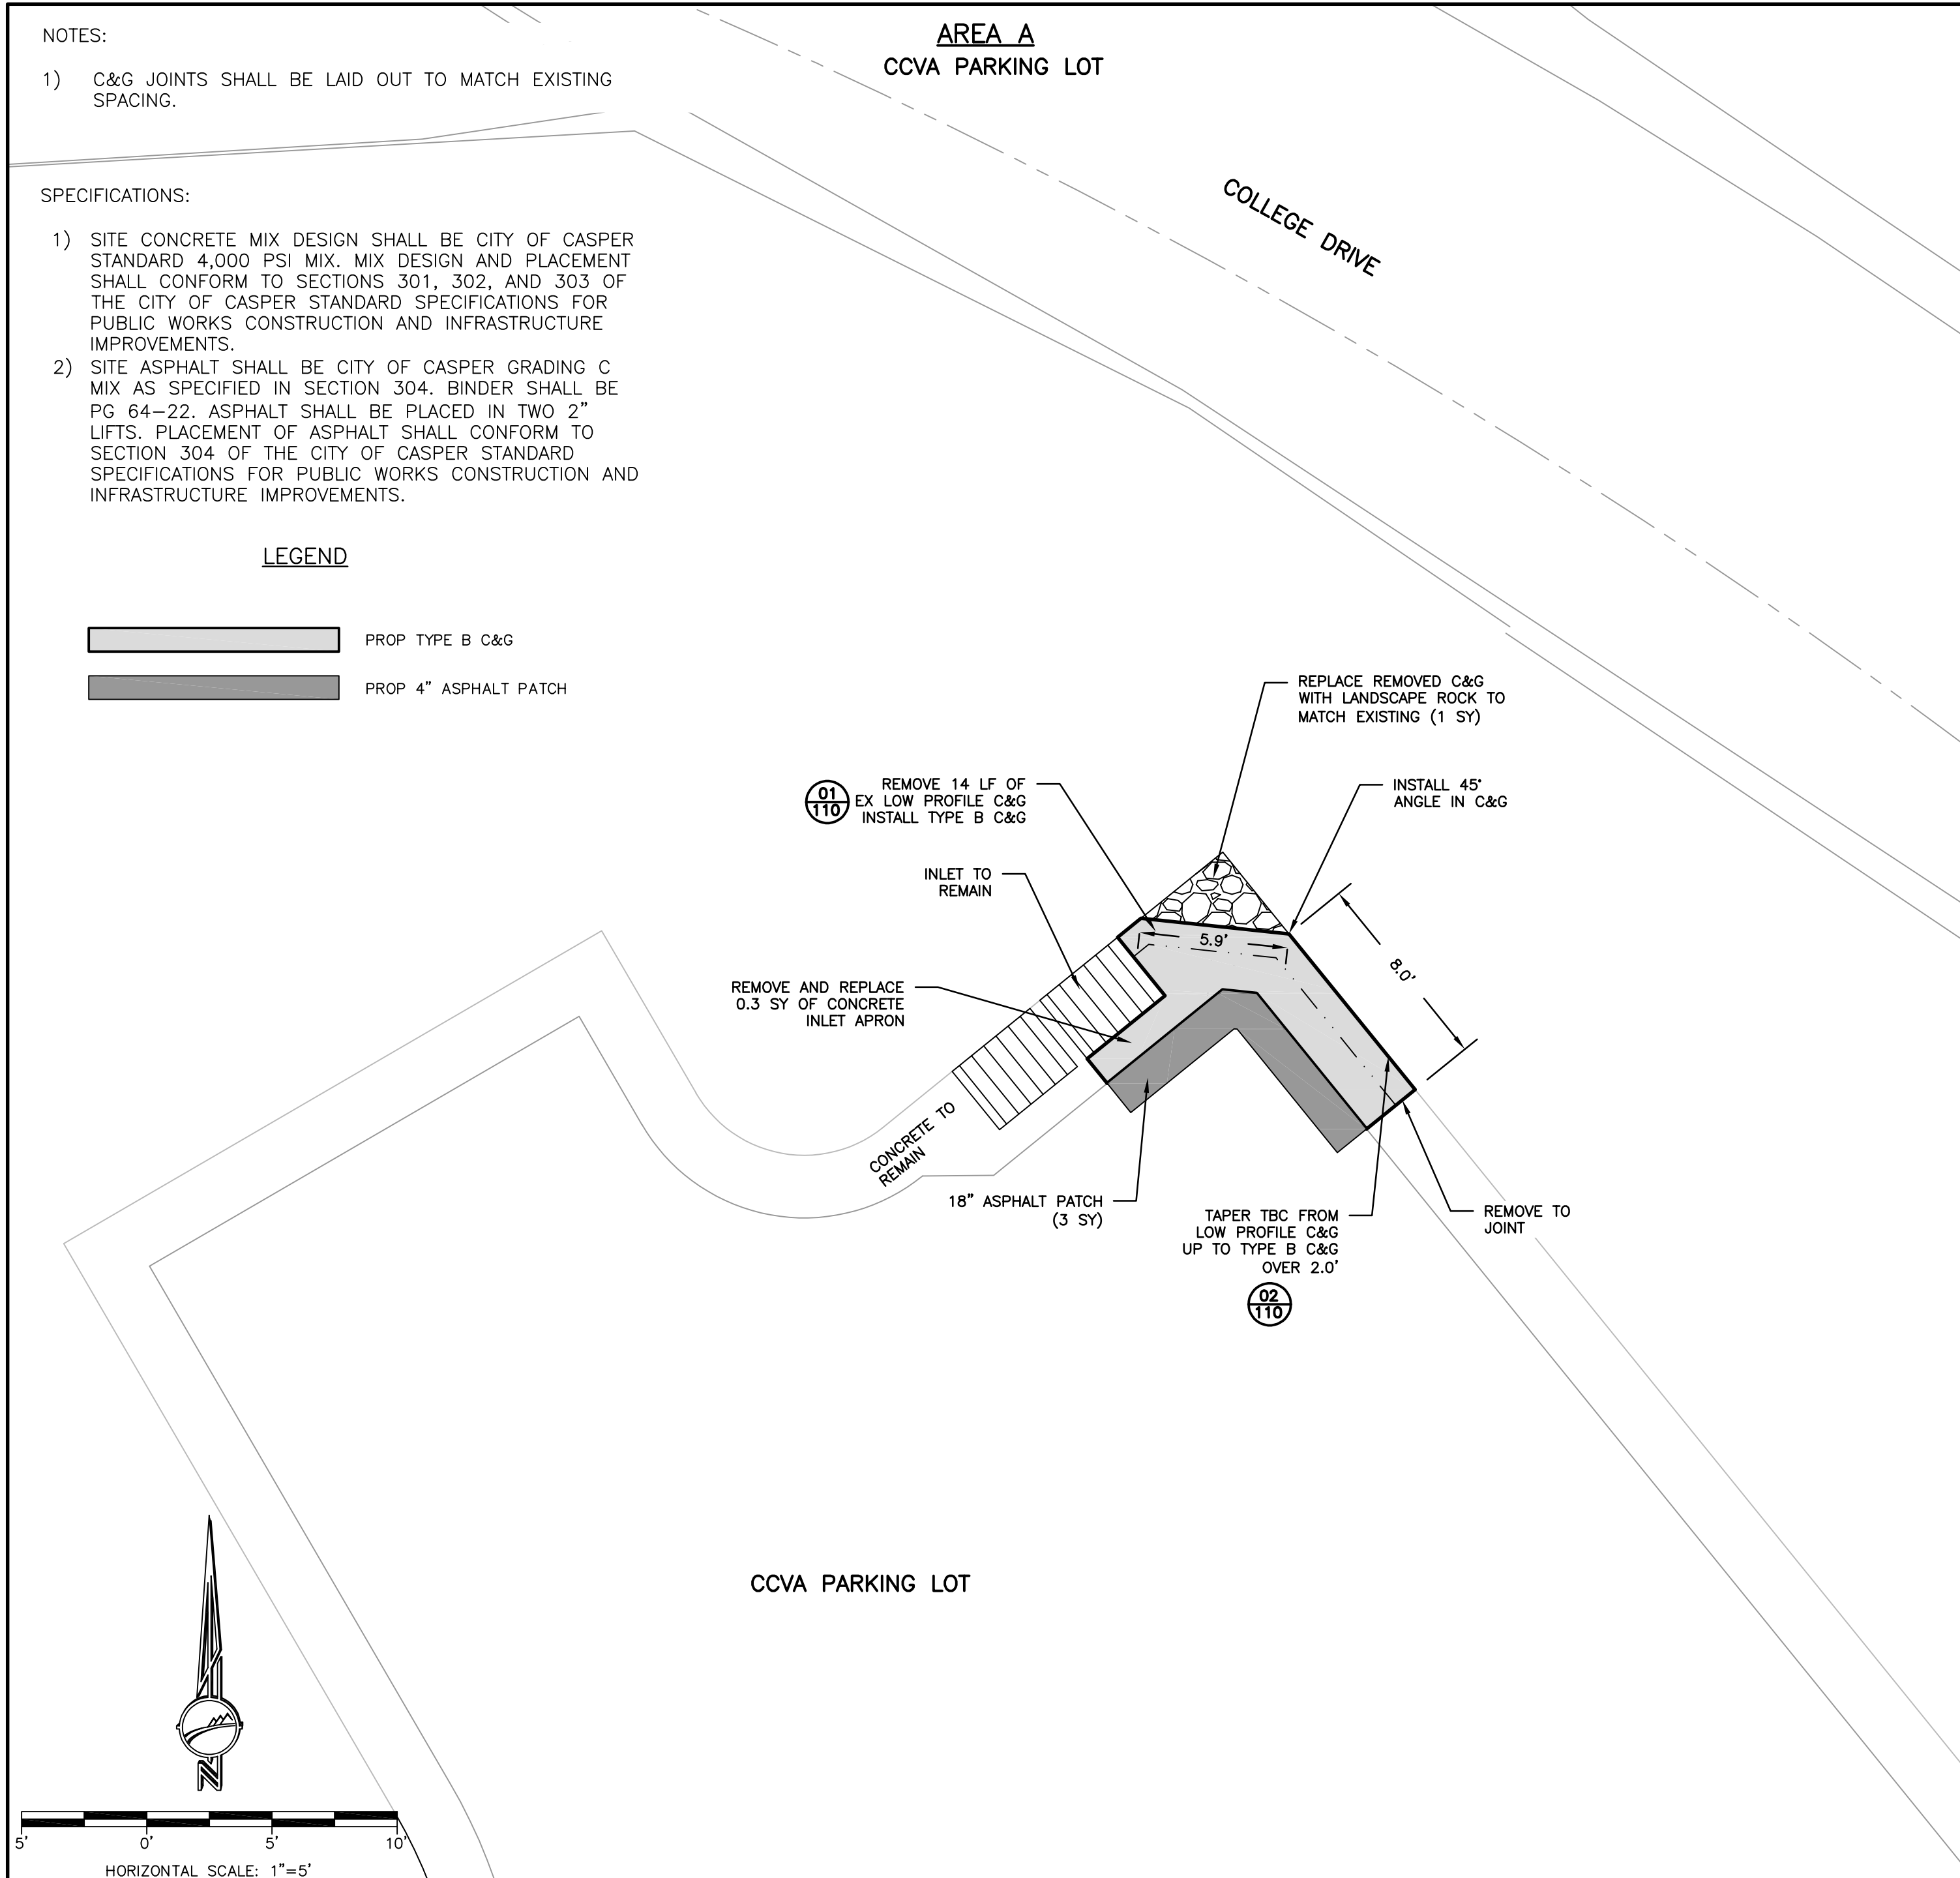 NOTES:
1) C&G JOINTS SHALL BE LAID OUT TO MATCH EXISTING
SPACING.
SPECIFICATIONS:
1) SITE CONCRETE MIX DESIGN SHALL BE CITY OF CASPER
STANDARD 4,000 PSI MIX. MIX DESIGN AND PLACEMENT
SHALL CONFORM TO SECTIONS 301, 302, AND 303 OF
THE CITY OF CASPER STANDARD SPECIFICATIONS FOR
PUBLIC WORKS CONSTRUCTION AND INFRASTRUCTURE
IMPROVEMENTS.
2) SITE ASPHALT SHALL BE CITY OF CASPER GRADING C
MIX AS SPECIFIED IN SECTION 304. BINDER SHALL BE
PG 64-22. ASPHALT SHALL BE PLACED IN TWO 2"
LIFTS. PLACEMENT OF ASPHALT SHALL CONFORM TO
SECTION 304 OF THE CITY OF CASPER STANDARD
SPECIFICATIONS FOR PUBLIC WORKS CONSTRUCTION AND
INFRASTRUCTURE IMPROVEMENTS.
LEGEND
PROP TYPE B C&G
PROP 4" ASPHALT PATCH
AREA A
CCVA PARKING LOT
COLLEGE DRIVE
REPLACE REMOVED C&G
WITH LANDSCAPE ROCK TO
MATCH EXISTING (1 SY)
01
110
REMOVE 14 LF OF
EX LOW PROFILE C&G
INSTALL TYPE B C&G
INSTALL 45°
ANGLE IN C&G
INLET TO
REMAIN
5.9'
8.0'
REMOVE AND REPLACE
0.3 SY OF CONCRETE
INLET APRON
CONCRETE TO
REMAIN
18" ASPHALT PATCH
(3 SY)
TAPER TBC FROM
LOW PROFILE C&G
UP TO TYPE B C&G
OVER 2.0'
02
110
REMOVE TO
JOINT
CCVA PARKING LOT
N
5' 0' 5' 10'
HORIZONTAL SCALE: 1"=5'